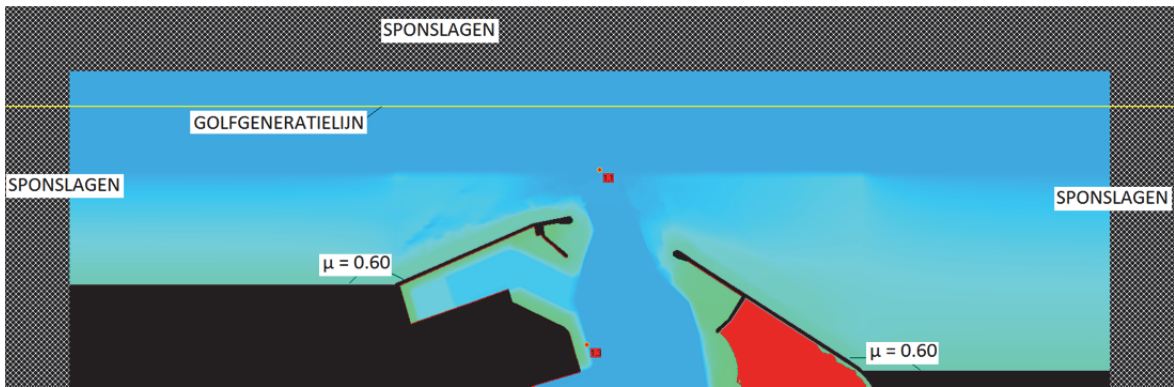 SPONSLAGEN
GOLFGENERATIELIJN
SPONSLAGEN
SPONSLAGEN
μ = 0.60
μ = 0.60